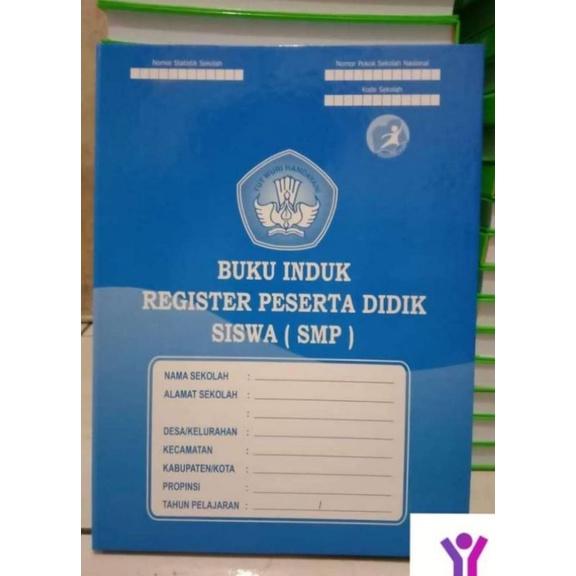 Nomor Statistik Sekolah
Nomor Pokok Sekolah Nasional
Kode Sekolah
TUT WURI HANDAYANI
BUKU INDUK
REGISTER PESERTA DIDIK
SISWA ( SMP )
NAMA SEKOLAH :
ALAMAT SEKOLAH :
:
DESA/KELURAHAN :
KECAMATAN :
KABUPATEN/KOTA :
PROPINSI :
TAHUN PELAJARAN : /